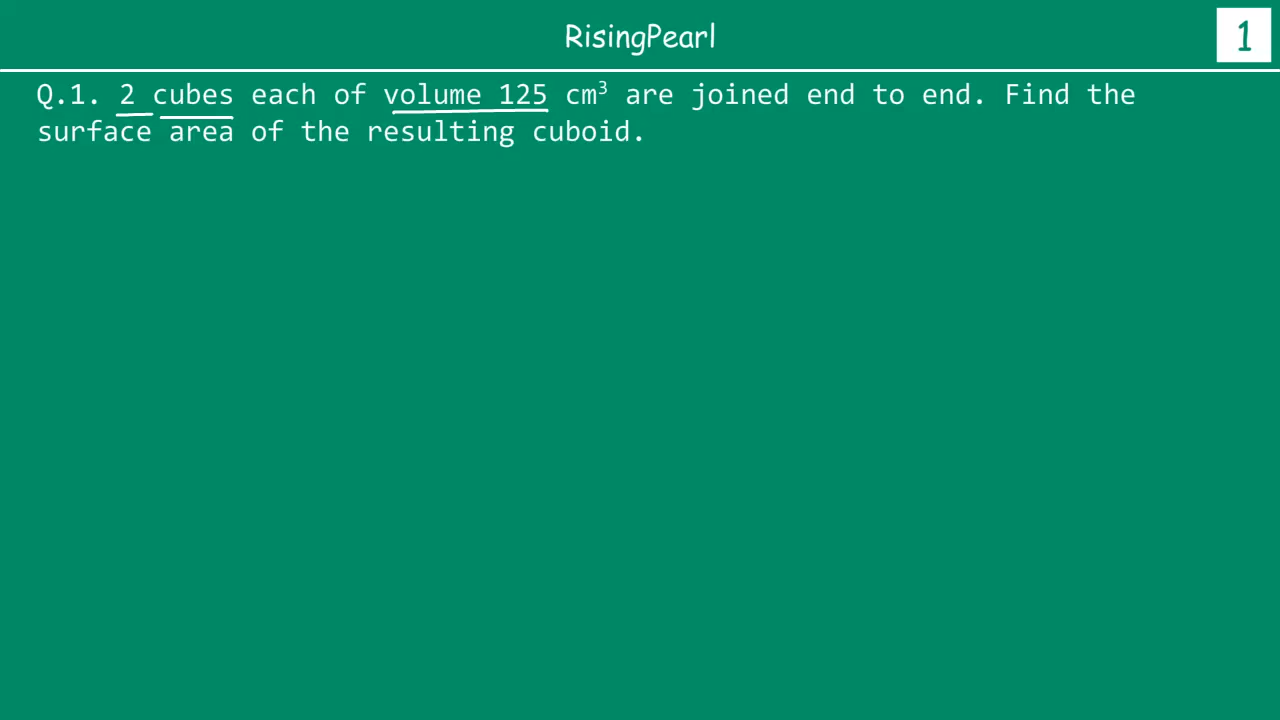 RisingPearl
1
Q.1. 2 cubes each of volume 125 cm³ are joined end to end. Find the
surface area of the resulting cuboid.